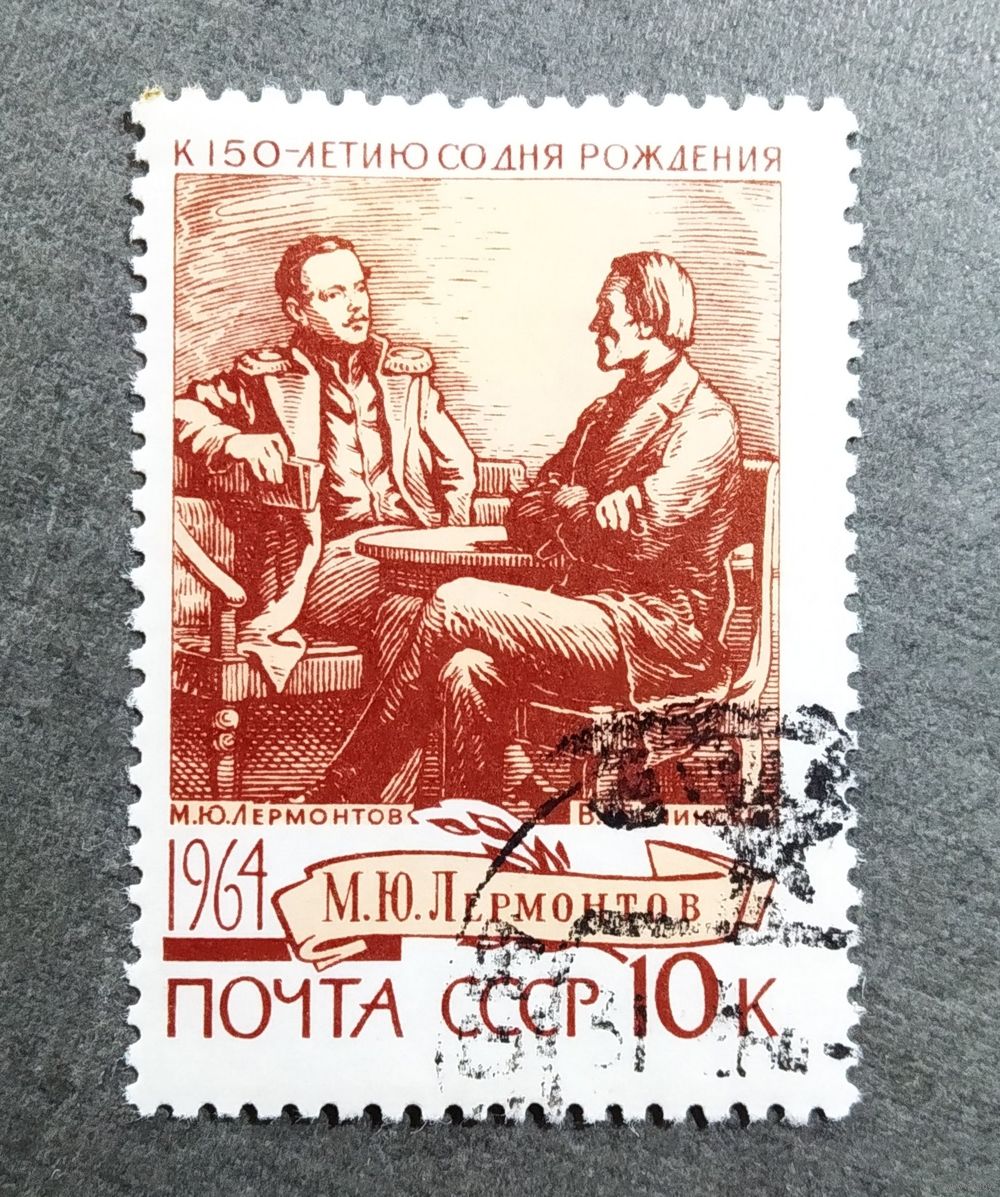 К 150-ЛЕТИЮ СО ДНЯ РОЖДЕНИЯ
М.Ю.ЛЕРМОНТОВ
1964
М.Ю.ЛЕРМОНТОВ
ПОЧТА СССР 10 К